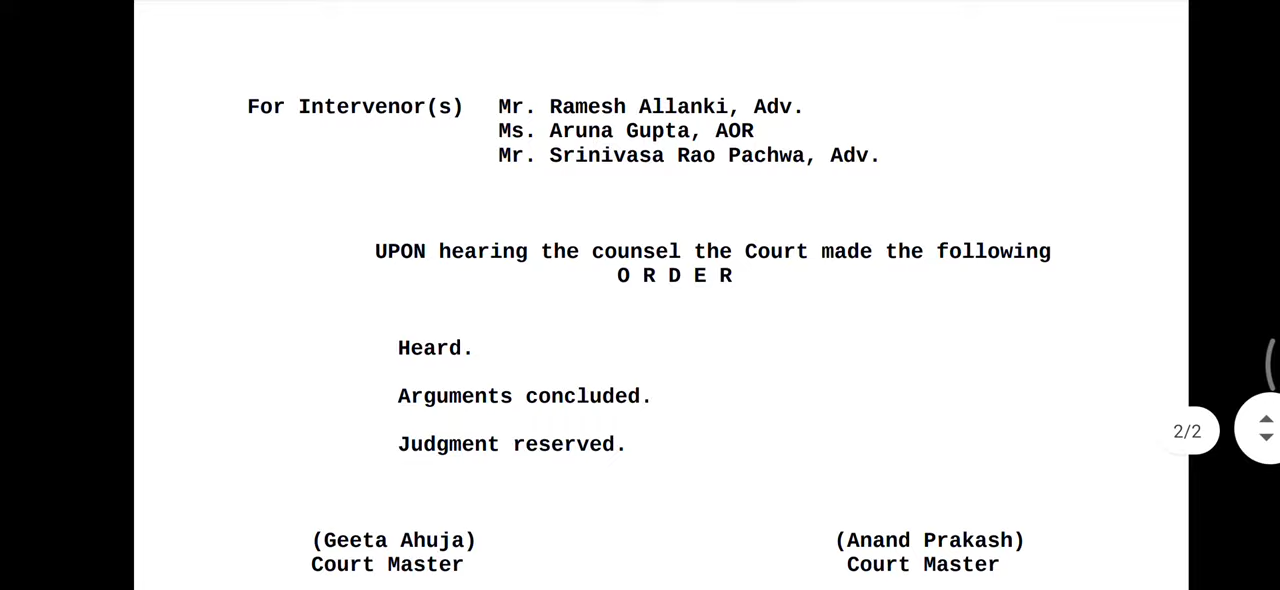 For Intervenor(s) Mr. Ramesh Allanki, Adv.
Ms. Aruna Gupta, AOR
Mr. Srinivasa Rao Pachwa, Adv.
UPON hearing the counsel the Court made the following
O R D E R
Heard.
Arguments concluded.
Judgment reserved.
2/2
(Geeta Ahuja) (Anand Prakash)
Court Master Court Master